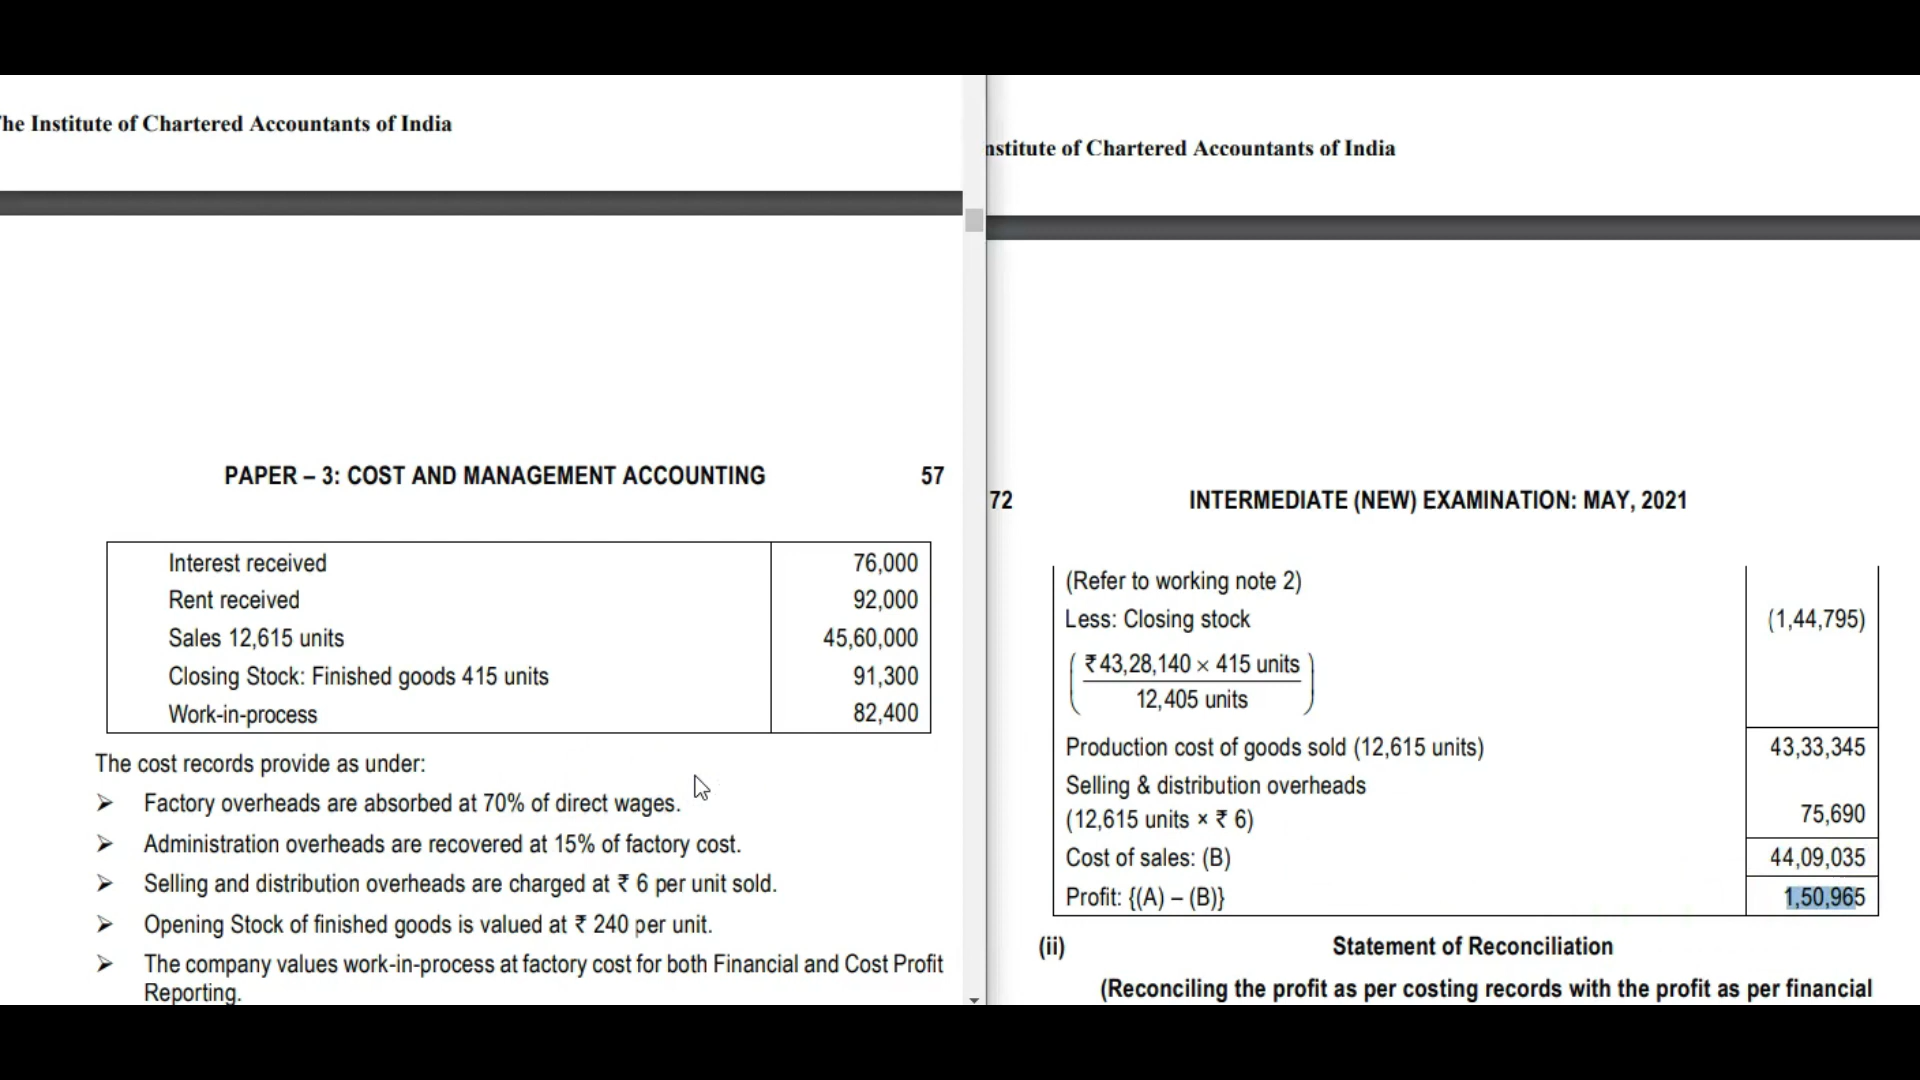 The Institute of Chartered Accountants of India
PAPER – 3: COST AND MANAGEMENT ACCOUNTING 57
Interest received 76,000
Rent received 92,000
Sales 12,615 units 45,60,000
Closing Stock: Finished goods 415 units 91,300
Work-in-process 82,400
The cost records provide as under:
➢ Factory overheads are absorbed at 70% of direct wages.
➢ Administration overheads are recovered at 15% of factory cost.
➢ Selling and distribution overheads are charged at ₹ 6 per unit sold.
➢ Opening Stock of finished goods is valued at ₹ 240 per unit.
➢ The company values work-in-process at factory cost for both Financial and Cost Profit
Reporting.
nstitute of Chartered Accountants of India
72 INTERMEDIATE (NEW) EXAMINATION: MAY, 2021
(Refer to working note 2)
Less: Closing stock (1,44,795)
(₹ 43,28,140 × 415 units
12,405 units)
Production cost of goods sold (12,615 units) 43,33,345
Selling & distribution overheads
(12,615 units × ₹ 6) 75,690
Cost of sales: (B) 44,09,035
Profit: {(A) – (B)} 1,50,965
(ii) Statement of Reconciliation
(Reconciling the profit as per costing records with the profit as per financial